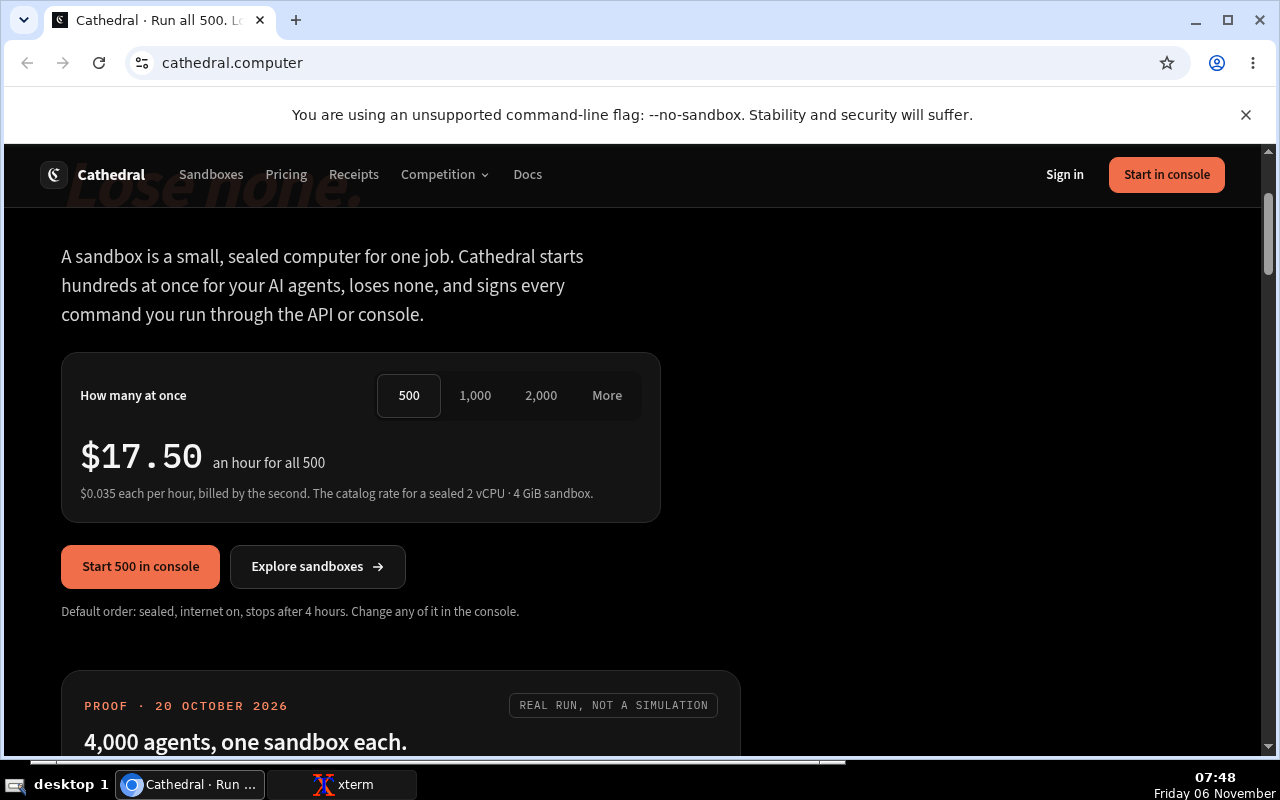 Cathedral · Run all 500. Lo
cathedral.computer
You are using an unsupported command-line flag: --no-sandbox. Stability and security will suffer.
Lose none.
Cathedral
Sandboxes
Pricing
Receipts
Competition
Docs
Sign in
Start in console
A sandbox is a small, sealed computer for one job. Cathedral starts
hundreds at once for your AI agents, loses none, and signs every
command you run through the API or console.
How many at once
500
1,000
2,000
More
$17.50 an hour for all 500
$0.035 each per hour, billed by the second. The catalog rate for a sealed 2 vCPU · 4 GiB sandbox.
Start 500 in console
Explore sandboxes →
Default order: sealed, internet on, stops after 4 hours. Change any of it in the console.
PROOF · 20 OCTOBER 2026
REAL RUN, NOT A SIMULATION
4,000 agents, one sandbox each.
desktop 1
Cathedral · Run ...
xterm
07:48
Friday 06 November